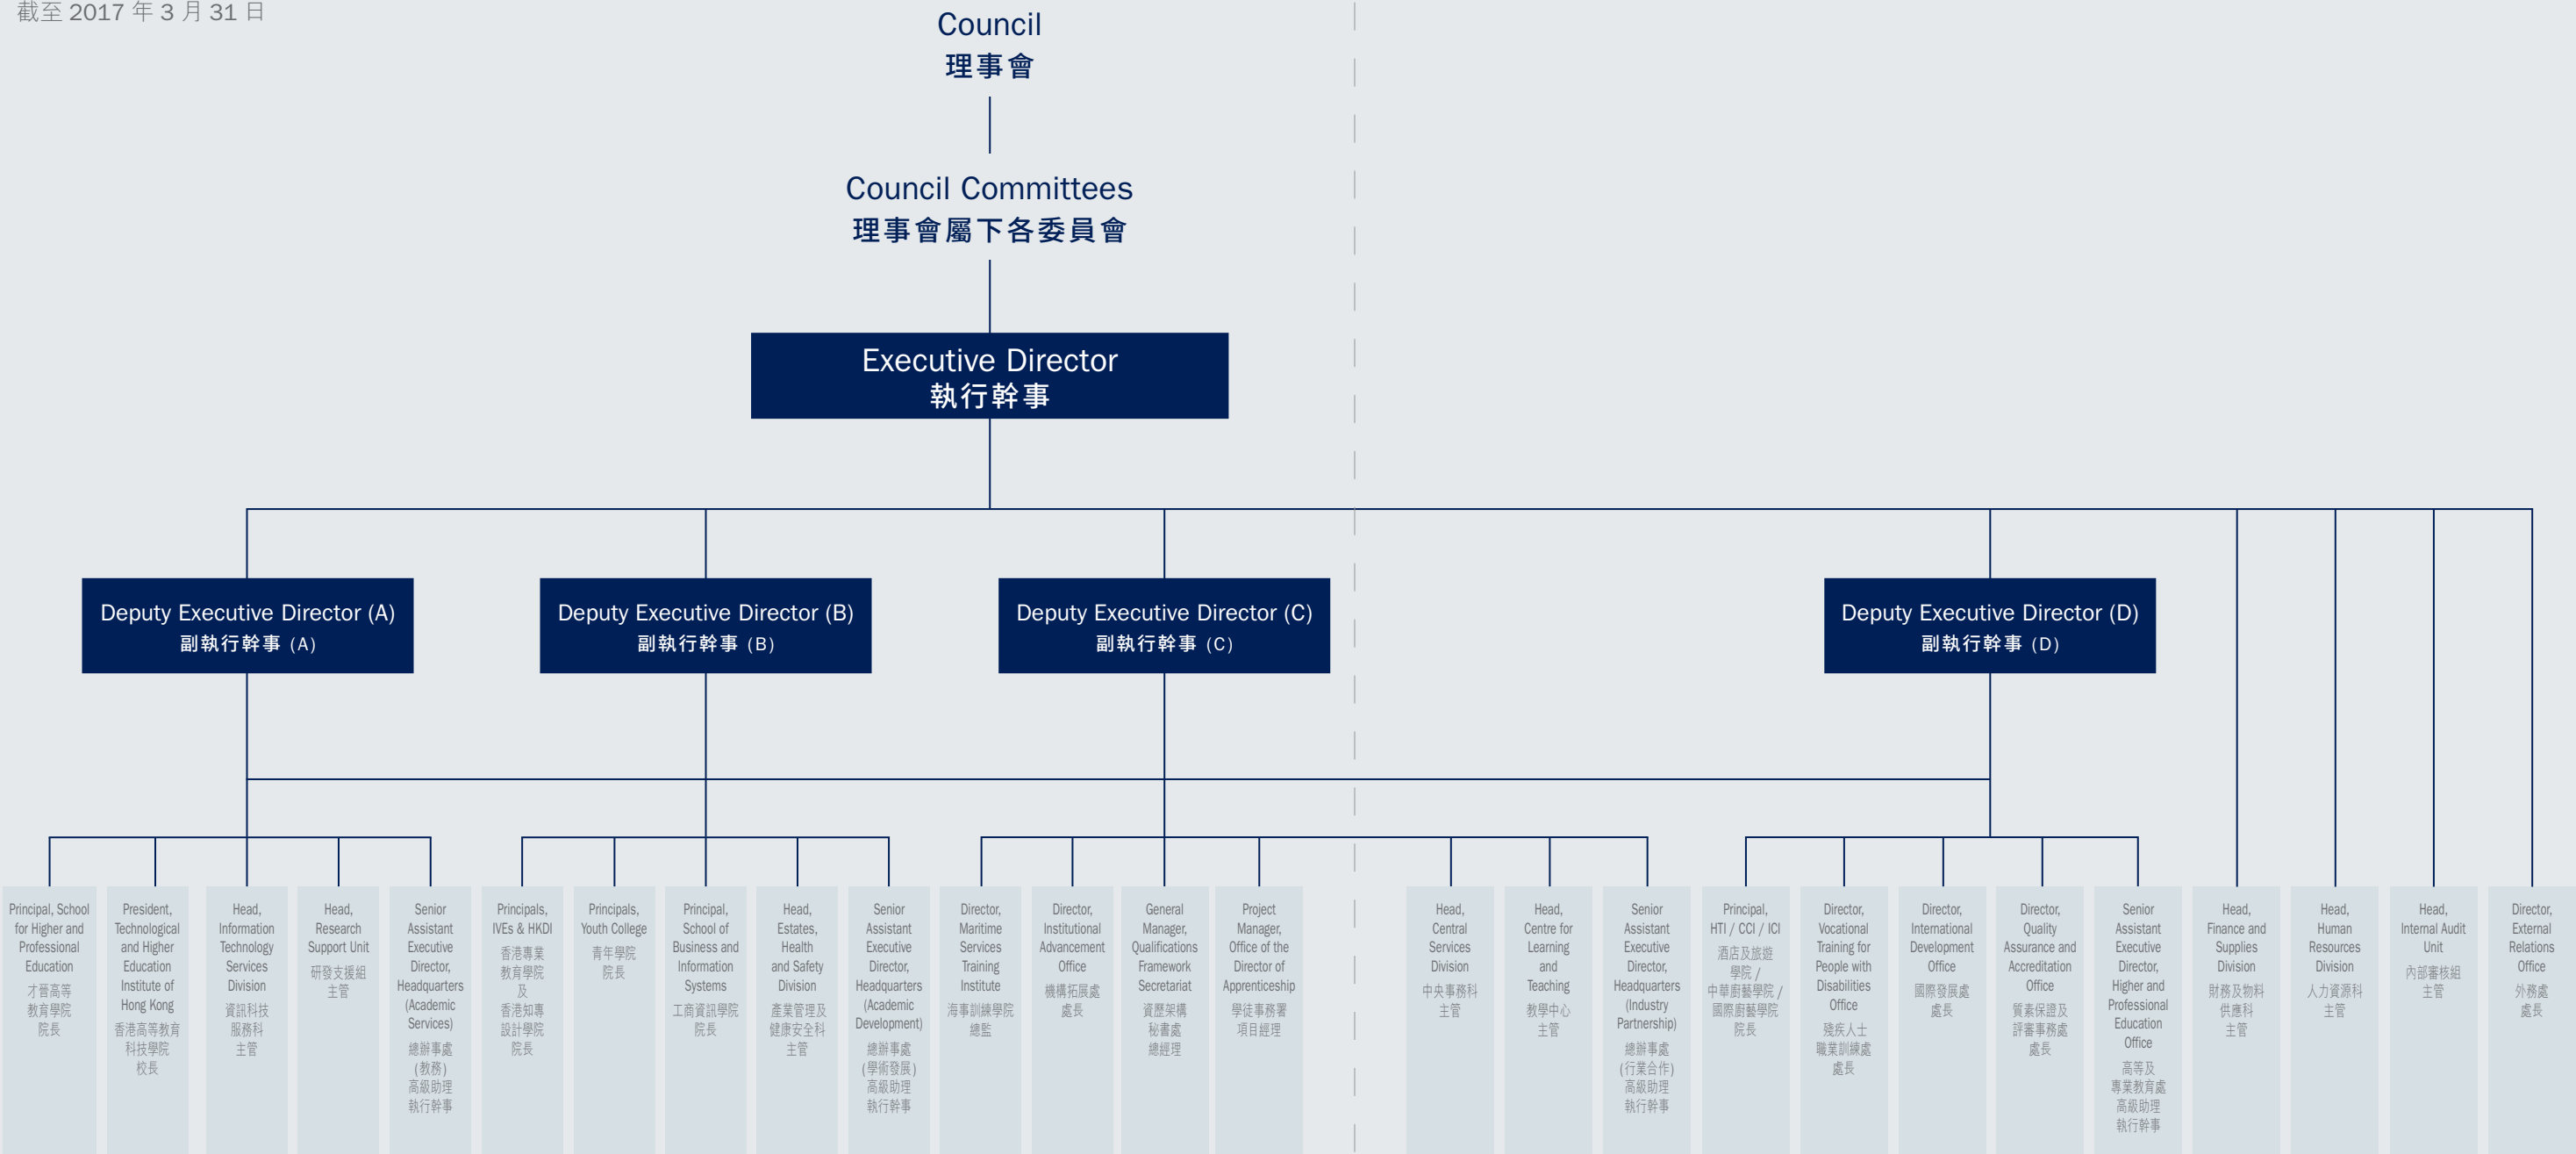 截至 2017 年 3 月 31 日
Council
理事會
Council Committees
理事會屬下各委員會
Executive Director
執行幹事
Deputy Executive Director (A)
副執行幹事 (A)
Deputy Executive Director (B)
副執行幹事 (B)
Deputy Executive Director (C)
副執行幹事 (C)
Deputy Executive Director (D)
副執行幹事 (D)
Principal, School
for Higher and
Professional
Education
才晉高等
教育學院
院長
President,
Technological
and Higher
Education
Institute of
Hong Kong
香港高等教育
科技學院
校長
Head,
Information
Technology
Services
Division
資訊科技
服務科
主管
Head,
Research
Support Unit
研發支援組
主管
Senior
Assistant
Executive
Director,
Headquarters
(Academic
Services)
總辦事處
(教務)
高級助理
執行幹事
Principals,
IVEs & HKDI
香港專業
教育學院
及
香港知專
設計學院
院長
Principals,
Youth College
青年學院
院長
Principal,
School of
Business and
Information
Systems
工商資訊學院
院長
Head,
Estates,
Health
and Safety
Division
產業管理及
健康安全科
主管
Senior
Assistant
Executive
Director,
Headquarters
(Academic
Development)
總辦事處
(學術發展)
高級助理
執行幹事
Director,
Maritime
Services
Training
Institute
海事訓練學院
總監
Director,
Institutional
Advancement
Office
機構拓展處
處長
General
Manager,
Qualifications
Framework
Secretariat
資歷架構
秘書處
總經理
Project
Manager,
Office of the
Director of
Apprenticeship
學徒事務署
項目經理
Head,
Central
Services
Division
中央事務科
主管
Head,
Centre for
Learning
and
Teaching
教學中心
主管
Senior
Assistant
Executive
Director,
Headquarters
(Industry
Partnership)
總辦事處
(行業合作)
高級助理
執行幹事
Principal,
HTI / CCI / ICI
酒店及旅遊
學院 /
中華廚藝學院 /
國際廚藝學院
院長
Director,
Vocational
Training for
People with
Disabilities
Office
殘疾人士
職業訓練處
處長
Director,
International
Development
Office
國際發展處
處長
Director,
Quality
Assurance and
Accreditation
Office
質素保證及
評審事務處
處長
Senior
Assistant
Executive
Director,
Higher and
Professional
Education
Office
高等及
專業教育處
高級助理
執行幹事
Head,
Finance and
Supplies
Division
財務及物料
供應科
主管
Head,
Human
Resources
Division
人力資源科
主管
Head,
Internal Audit
Unit
內部審核組
主管
Director,
External
Relations
Office
外務處
處長